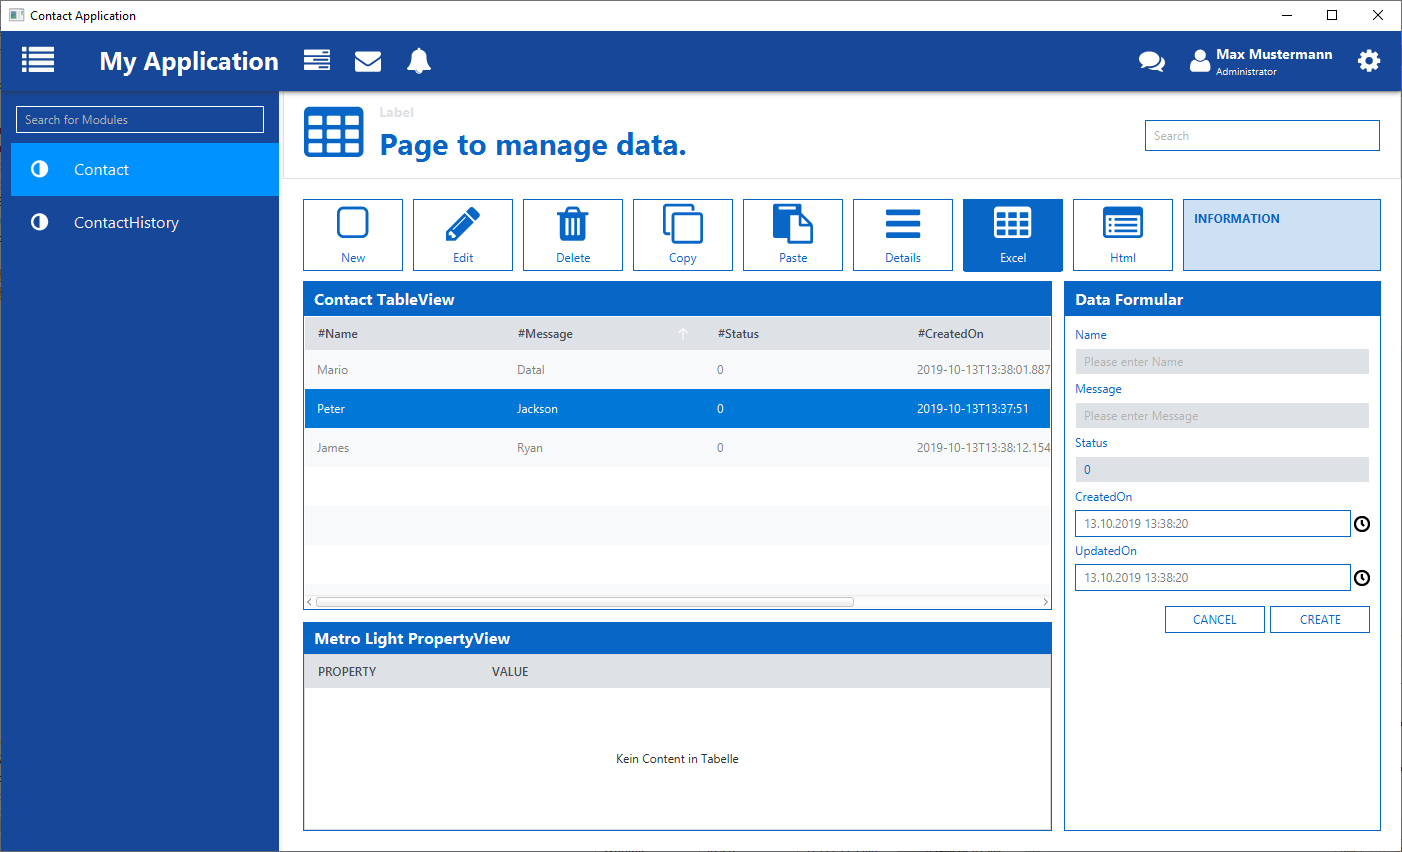 Contact Application
My Application
Max Mustermann
Administrator
Search for Modules
Contact
ContactHistory
Label
Page to manage data.
Search
New
Edit
Delete
Copy
Paste
Details
Excel
Html
INFORMATION
Contact TableView
#Name #Message #Status #CreatedOn
Mario Datal 0 2019-10-13T13:38:01.887
Peter Jackson 0 2019-10-13T13:37:51
James Ryan 0 2019-10-13T13:38:12.154
Metro Light PropertyView
PROPERTY VALUE
Kein Content in Tabelle
Data Formular
Name
Please enter Name
Message
Please enter Message
Status
0
CreatedOn
13.10.2019 13:38:20
UpdatedOn
13.10.2019 13:38:20
CANCEL CREATE